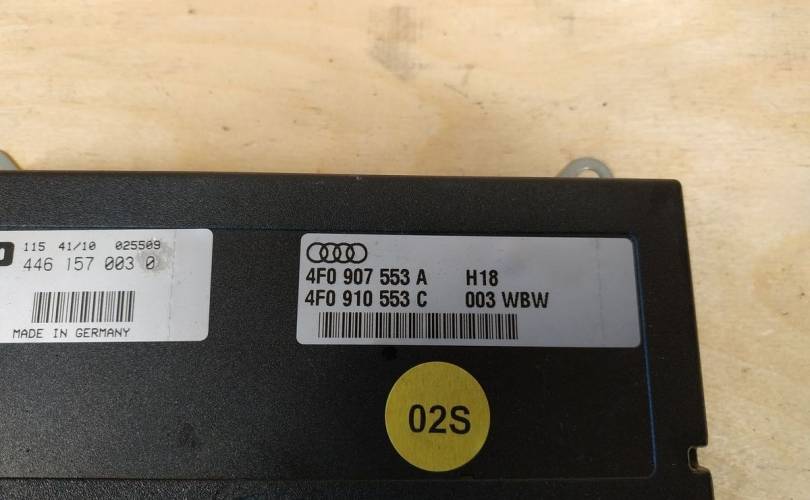 115 41/10 025509
446 157 003 0
MADE IN GERMANY
4F0 907 553 A H18
4F0 910 553 C 003 WBW
02S